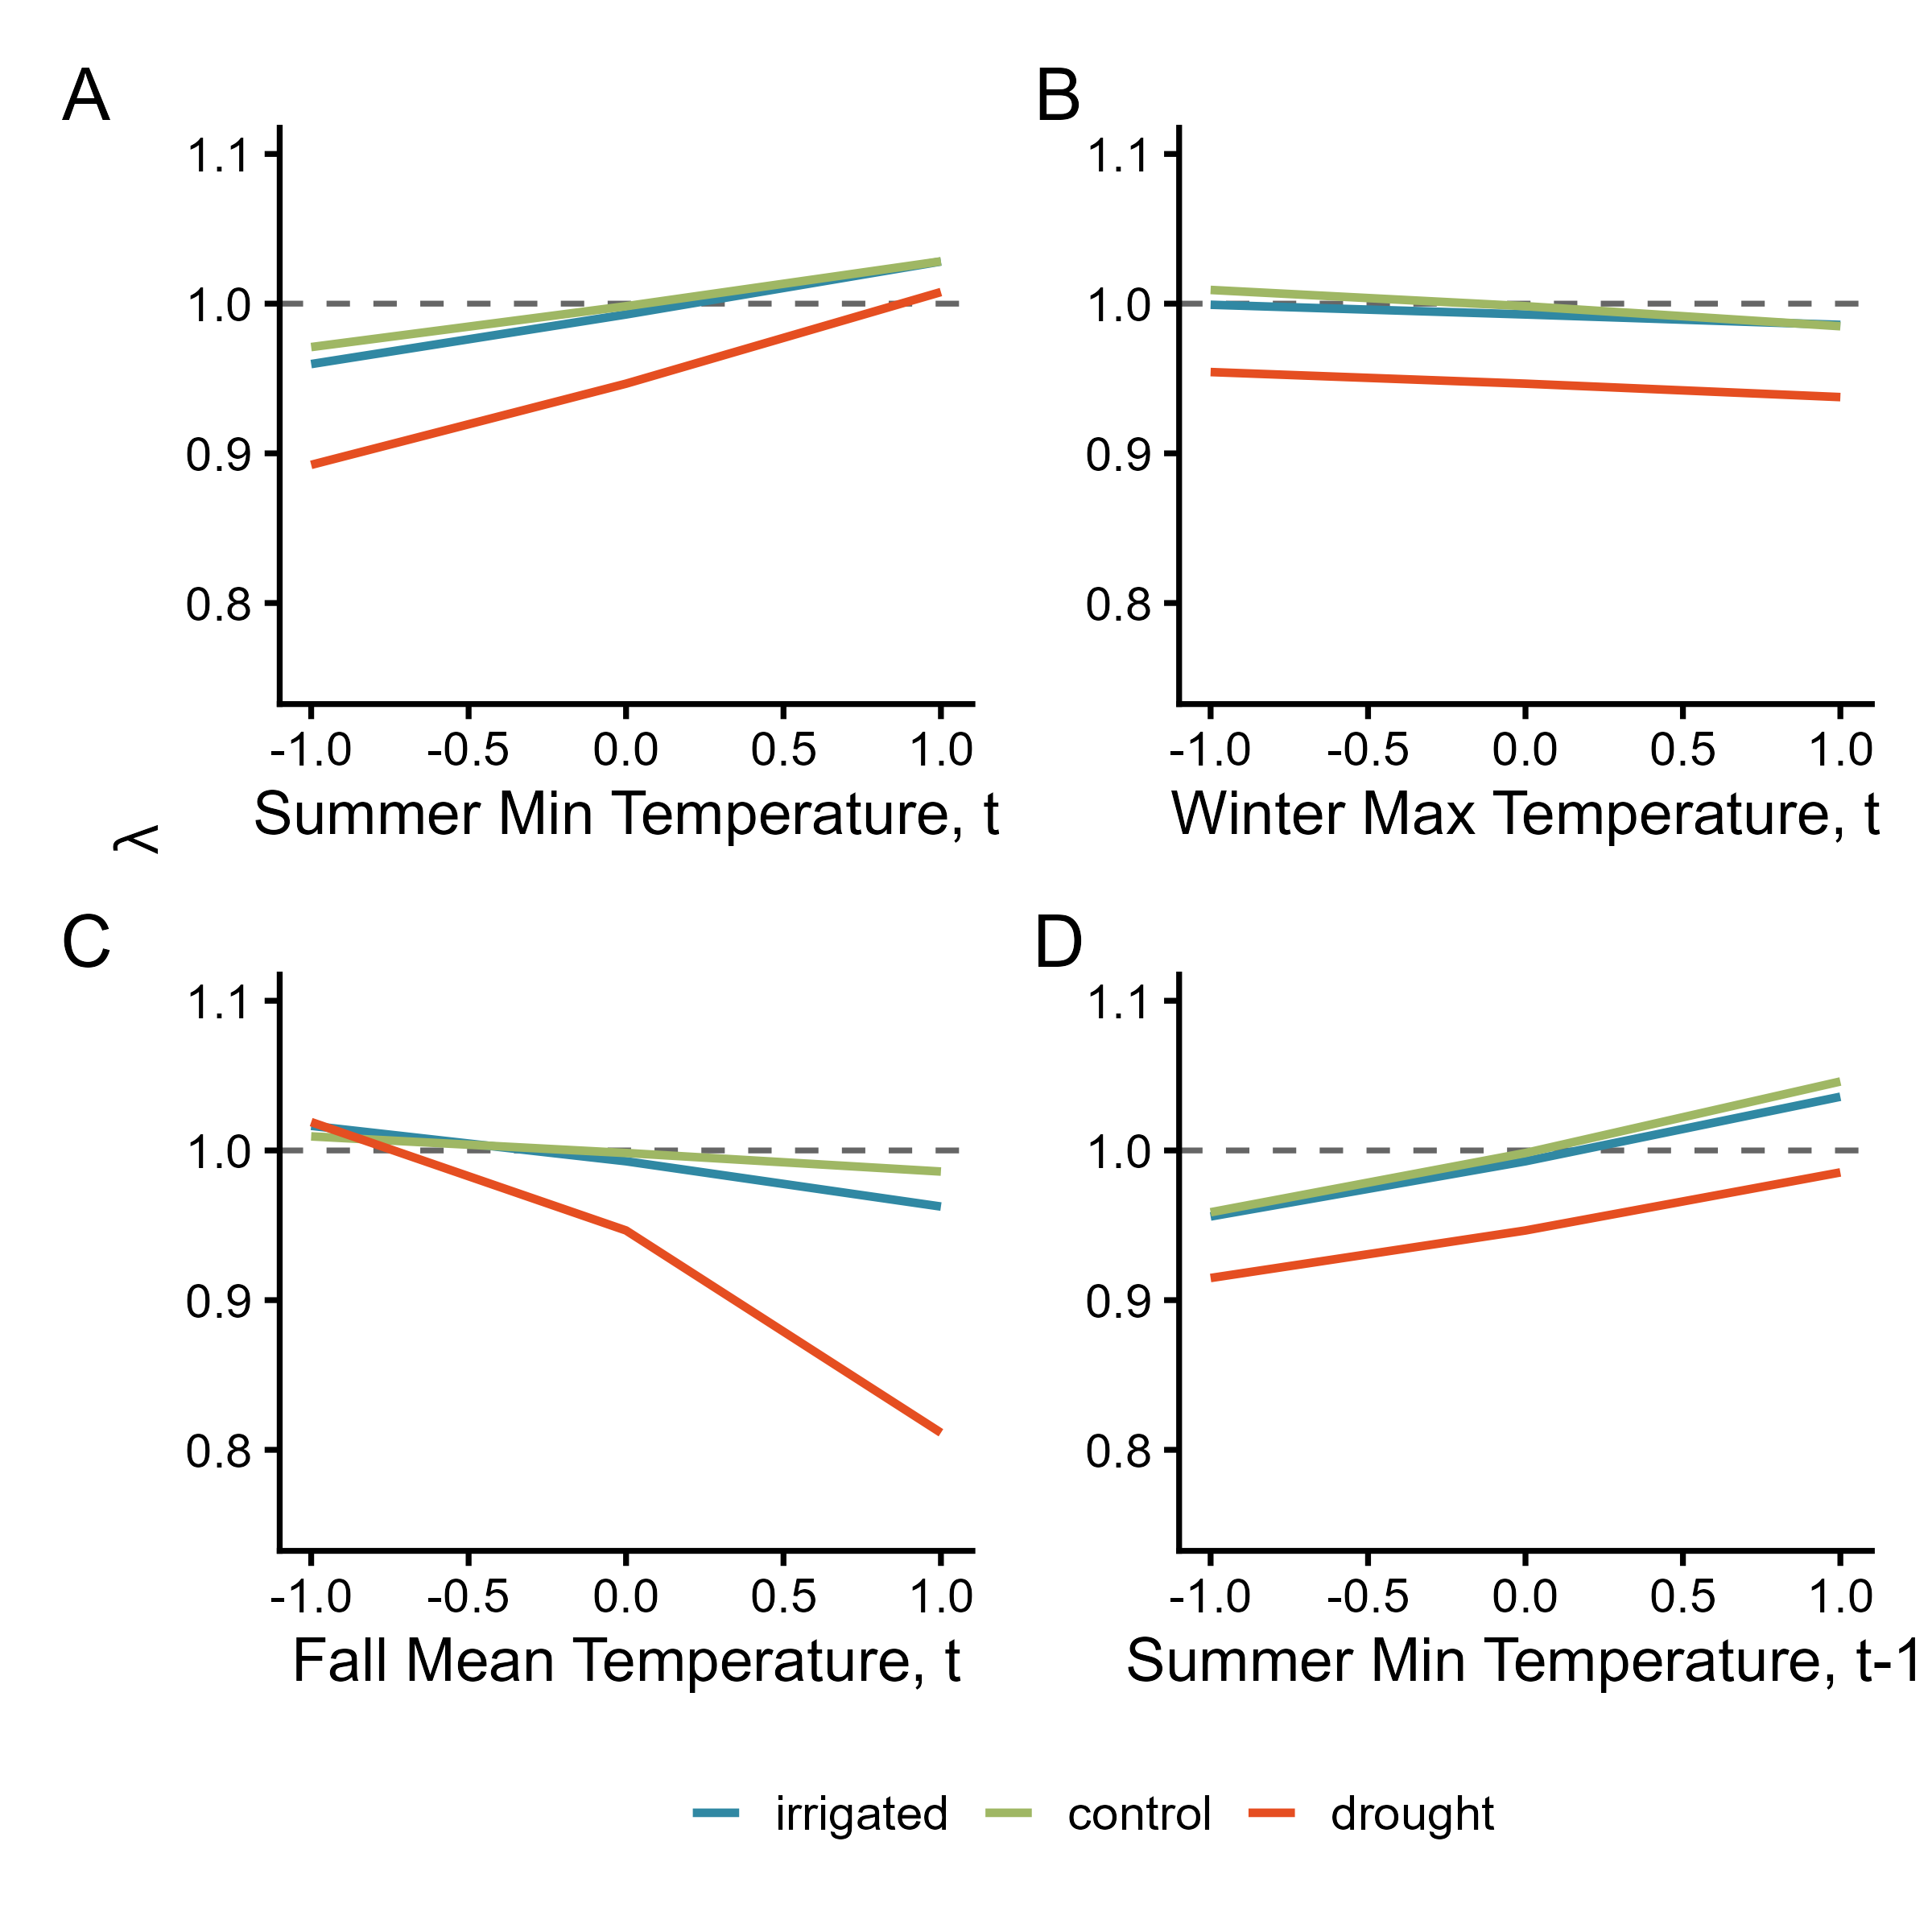 A
1.1
1.0
0.9
0.8
-1.0 -0.5 0.0 0.5 1.0
Summer Min Temperature, t
B
1.1
1.0
0.9
0.8
-1.0 -0.5 0.0 0.5 1.0
Winter Max Temperature, t
λ
C
1.1
1.0
0.9
0.8
-1.0 -0.5 0.0 0.5 1.0
Fall Mean Temperature, t
D
1.1
1.0
0.9
0.8
-1.0 -0.5 0.0 0.5 1.0
Summer Min Temperature, t-1
irrigated control drought